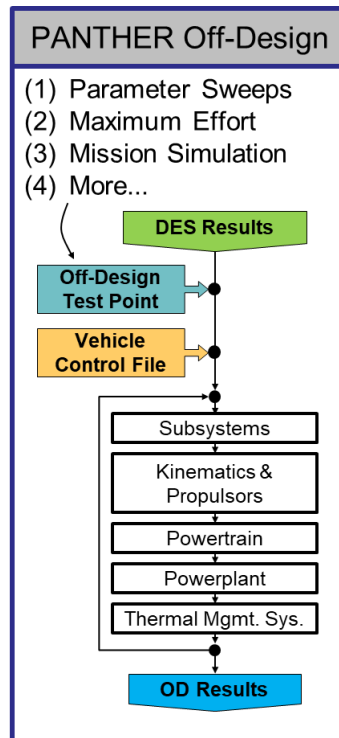 PANTHER Off-Design
(1) Parameter Sweeps
(2) Maximum Effort
(3) Mission Simulation
(4) More...
DES Results
Off-Design
Test Point
Vehicle
Control File
Subsystems
Kinematics &
Propulsors
Powertrain
Powerplant
Thermal Mgmt. Sys.
OD Results